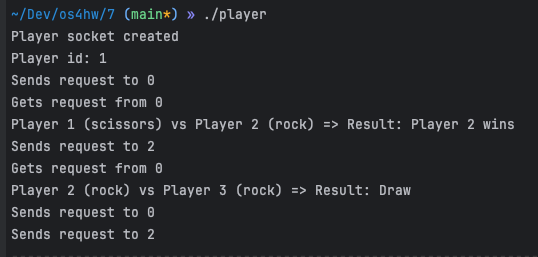 ~/Dev/os4hw/7 (main*) » ./player
Player socket created
Player id: 1
Sends request to 0
Gets request from 0
Player 1 (scissors) vs Player 2 (rock) => Result: Player 2 wins
Sends request to 2
Gets request from 0
Player 2 (rock) vs Player 3 (rock) => Result: Draw
Sends request to 0
Sends request to 2